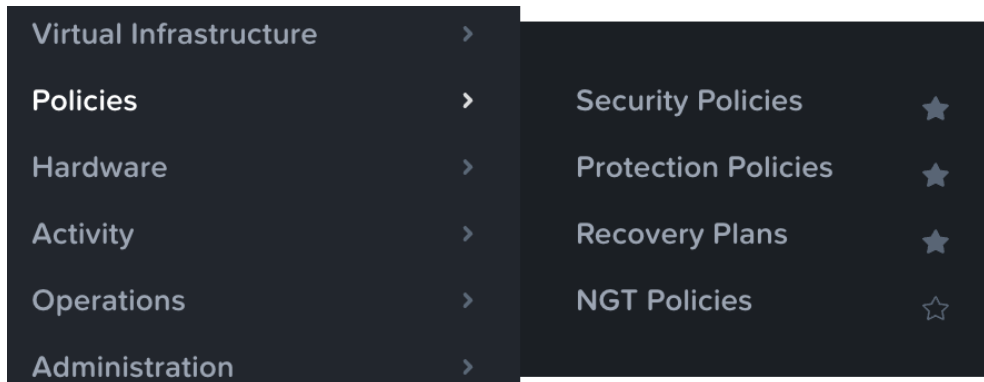 Virtual Infrastructure
Policies
Hardware
Activity
Operations
Administration
Security Policies
Protection Policies
Recovery Plans
NGT Policies